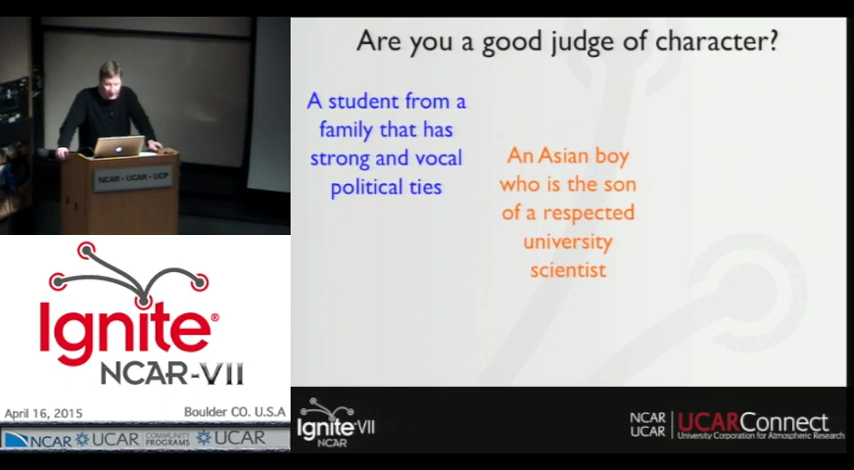 Are you a good judge of character?
A student from a
family that has
strong and vocal
political ties
An Asian boy
who is the son
of a respected
university
scientist
NCAR - UCAR - UCP
Ignite®
NCAR-VII
April 16, 2015
Boulder CO. U.S.A
NCAR UCAR COMMUNITY PROGRAMS UCAR
Ignite VII
NCAR
NCAR
UCAR
UCARConnect
University Corporation for Atmospheric Research